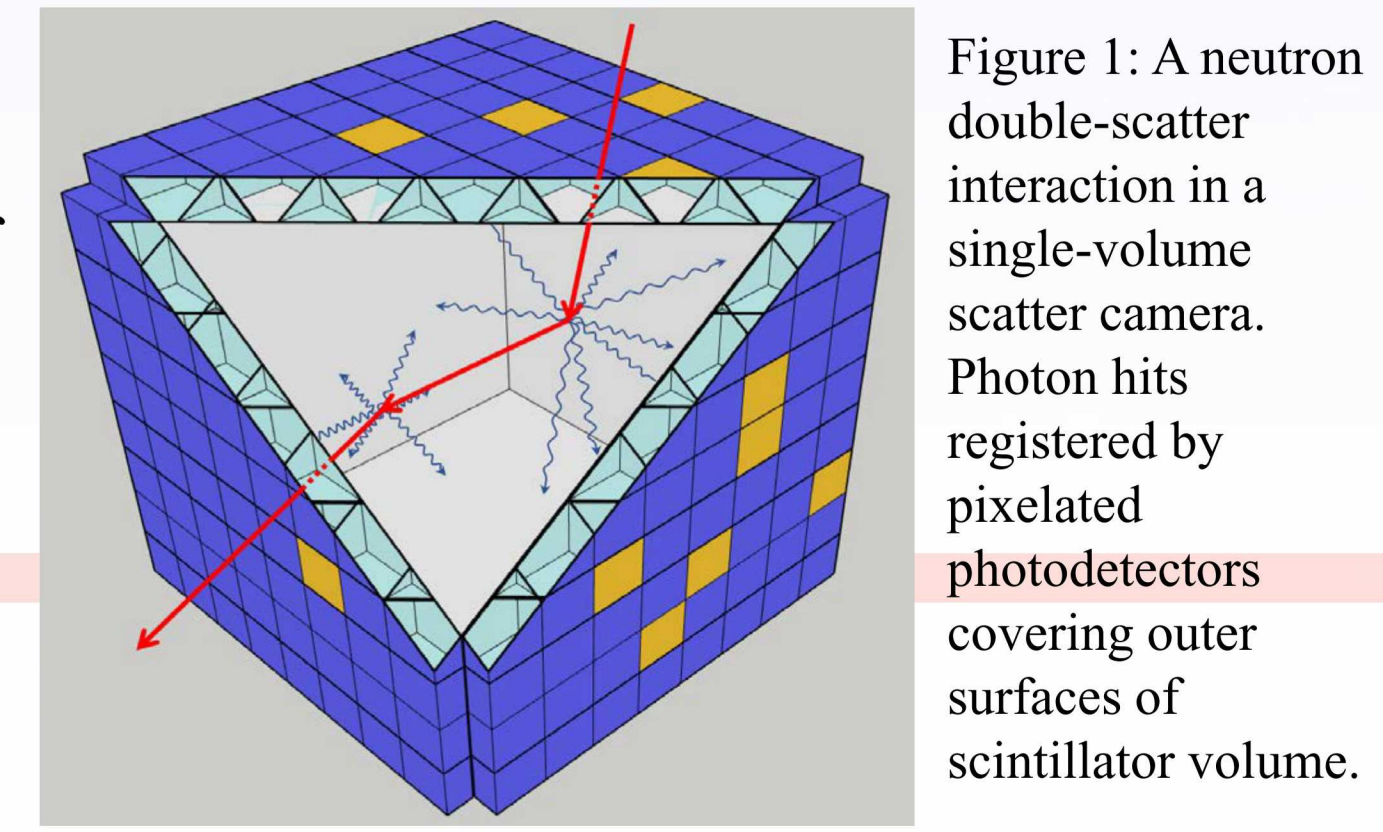 Figure 1: A neutron
double-scatter
interaction in a
single-volume
scatter camera.
Photon hits
registered by
pixelated
photodetectors
covering outer
surfaces of
scintillator volume.